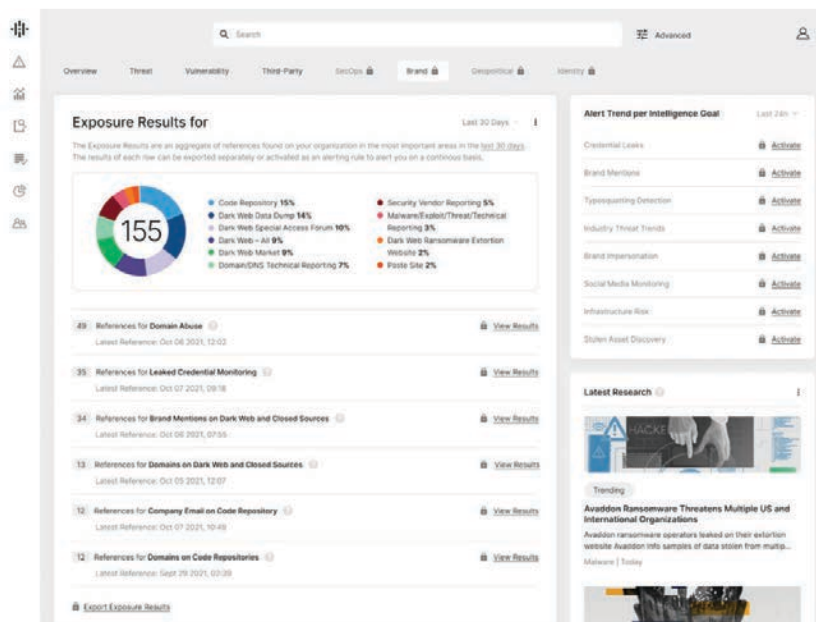 Search
Advanced
Overview
Threat
Vulnerability
Third-Party
SecOps
Brand
Geopolitical
Identity
Exposure Results for
Last 30 Days
The Exposure Results are an aggregate of references found on your organization in the most important areas in the last 30 days.
The results of each row can be exported separately or activated as an alerting rule to alert you on a continous basis.
155
Code Repository 15%
Dark Web Data Dump 14%
Dark Web Special Access Forum 10%
Dark Web – All 9%
Dark Web Market 9%
Domain/DNS Technical Reporting 7%
Security Vendor Reporting 5%
Malware/Exploit/Threat/Technical
Reporting 3%
Dark Web Ransomware Extortion
Website 2%
Paste Site 2%
49 References for Domain Abuse
View Results
Latest Reference: Oct 06 2021, 12:02
35 References for Leaked Credential Monitoring
View Results
Latest Reference: Oct 07 2021, 09:18
34 References for Brand Mentions on Dark Web and Closed Sources
View Results
Latest Reference: Oct 06 2021, 07:55
13 References for Domains on Dark Web and Closed Sources
View Results
Latest Reference: Oct 05 2021, 12:07
12 References for Company Email on Code Repository
View Results
Latest Reference: Oct 07 2021, 10:49
12 References for Domains on Code Repositories
View Results
Latest Reference: Sept 29 2021, 07:39
Export Exposure Results
Alert Trend per Intelligence Goal
Last 24h
Credential Leaks
Activate
Brand Mentions
Activate
Typosquatting Detection
Activate
Industry Threat Trends
Activate
Brand Impersonation
Activate
Social Media Monitoring
Activate
Infrastructure Risk
Activate
Stolen Asset Discovery
Activate
Latest Research
HACKE
Trending
Avaddon Ransomware Threatens Multiple US and
International Organizations
Avaddon ransomware operators leaked on their extortion
website Avaddon Info samples of data stolen from multip...
Malware | Today